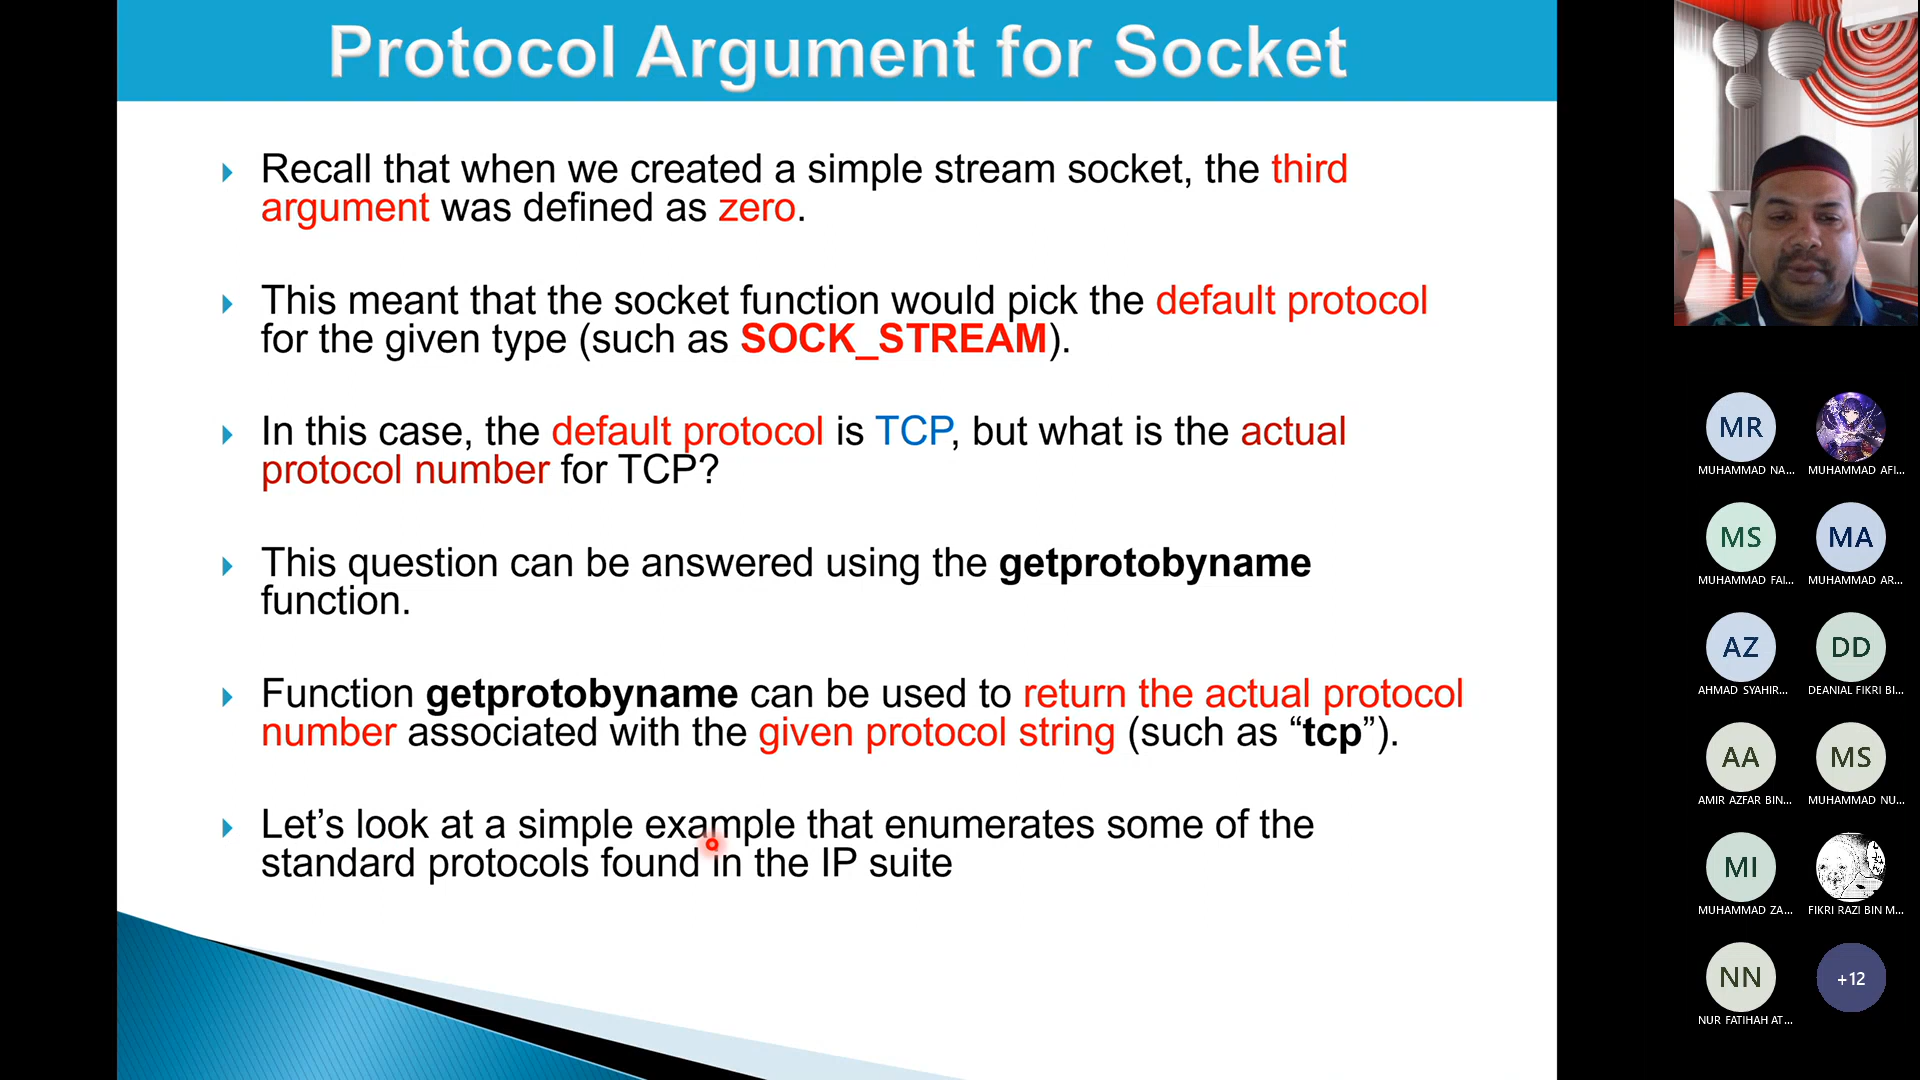 Protocol Argument for Socket
Recall that when we created a simple stream socket, the third
argument was defined as zero.
This meant that the socket function would pick the default protocol
for the given type (such as SOCK_STREAM).
In this case, the default protocol is TCP, but what is the actual
protocol number for TCP?
This question can be answered using the getprotobyname
function.
Function getprotobyname can be used to return the actual protocol
number associated with the given protocol string (such as “tcp”).
Let’s look at a simple example that enumerates some of the
standard protocols found in the IP suite
MR
MUHAMMAD NA...
MUHAMMAD AFI...
MS
MUHAMMAD FAI...
MA
MUHAMMAD AR...
AZ
AHMAD SYAHIR...
DD
DEANIAL FIKRI BI...
AA
AMIR AZFAR BIN...
MS
MUHAMMAD NU...
MI
MUHAMMAD ZA...
FIKRI RAZI BIN M...
NN
NUR FATIHAH AT...
+12